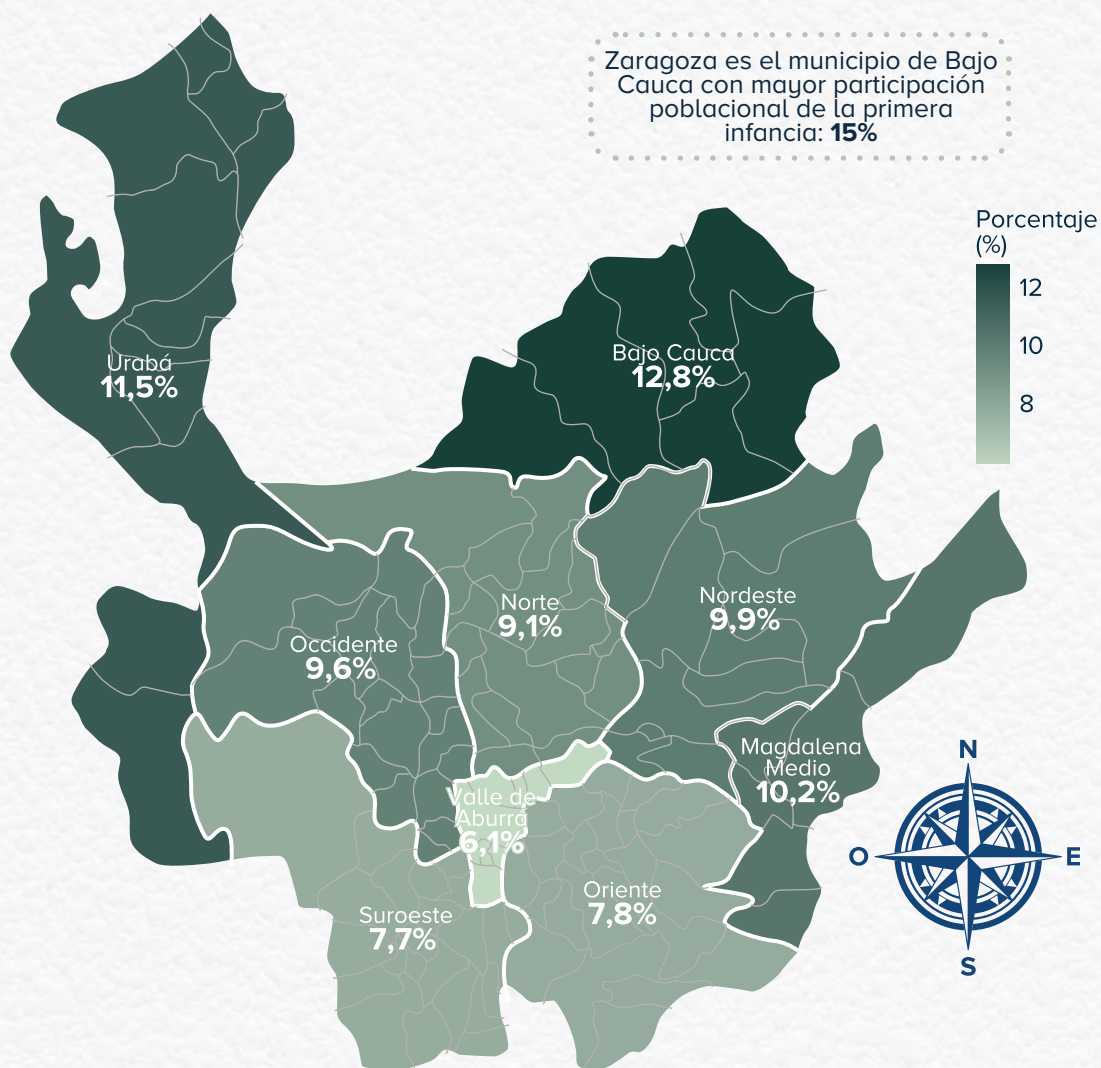 Zaragoza es el municipio de Bajo
Cauca con mayor participación
poblacional de la primera
infancia: 15%
Porcentaje
(%)
12
10
8
Urabá
11,5%
Bajo Cauca
12,8%
Norte
9,1%
Nordeste
9,9%
Occidente
9,6%
Magdalena
Medio
10,2%
Valle de
Aburrá
6,1%
Oriente
7,8%
Suroeste
7,7%
N
O
E
S